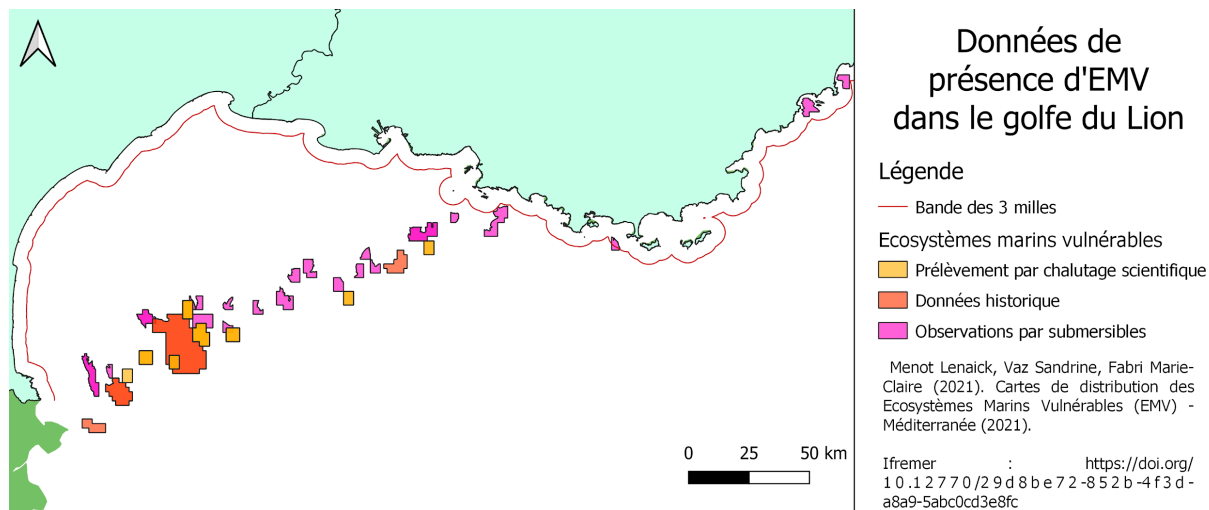 Données de
présence d'EMV
dans le golfe du Lion
Légende
Bande des 3 milles
Ecosystèmes marins vulnérables
Prélèvement par chalutage scientifique
Données historique
Observations par submersibles
Menot Lenaick, Vaz Sandrine, Fabri Marie-
Claire (2021). Cartes de distribution des
Ecosystèmes Marins Vulnérables (EMV) -
Méditerranée (2021).
Ifremer : https://doi.org/
10.12770/29d8be72-852b-4f3d-
a8a9-5abc0cd3e8fc
0 25 50 km